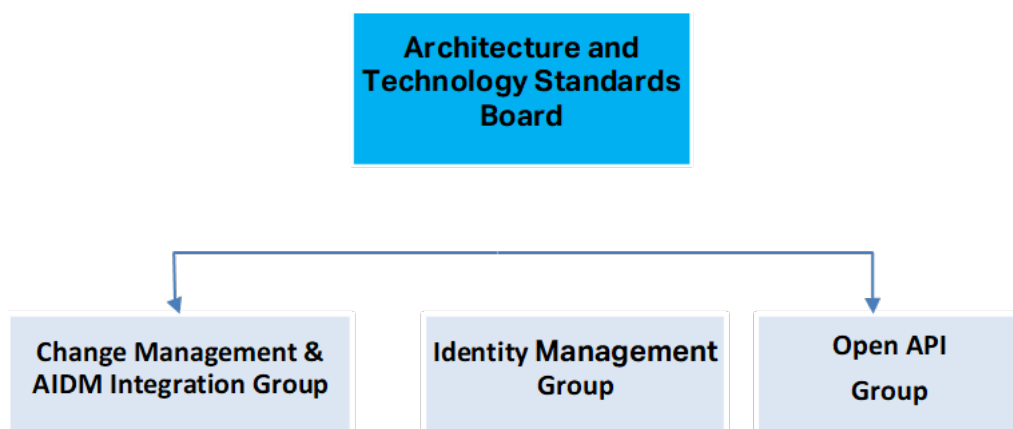 Architecture and
Technology Standards
Board
Change Management &
AIDM Integration Group
Identity Management
Group
Open API
Group